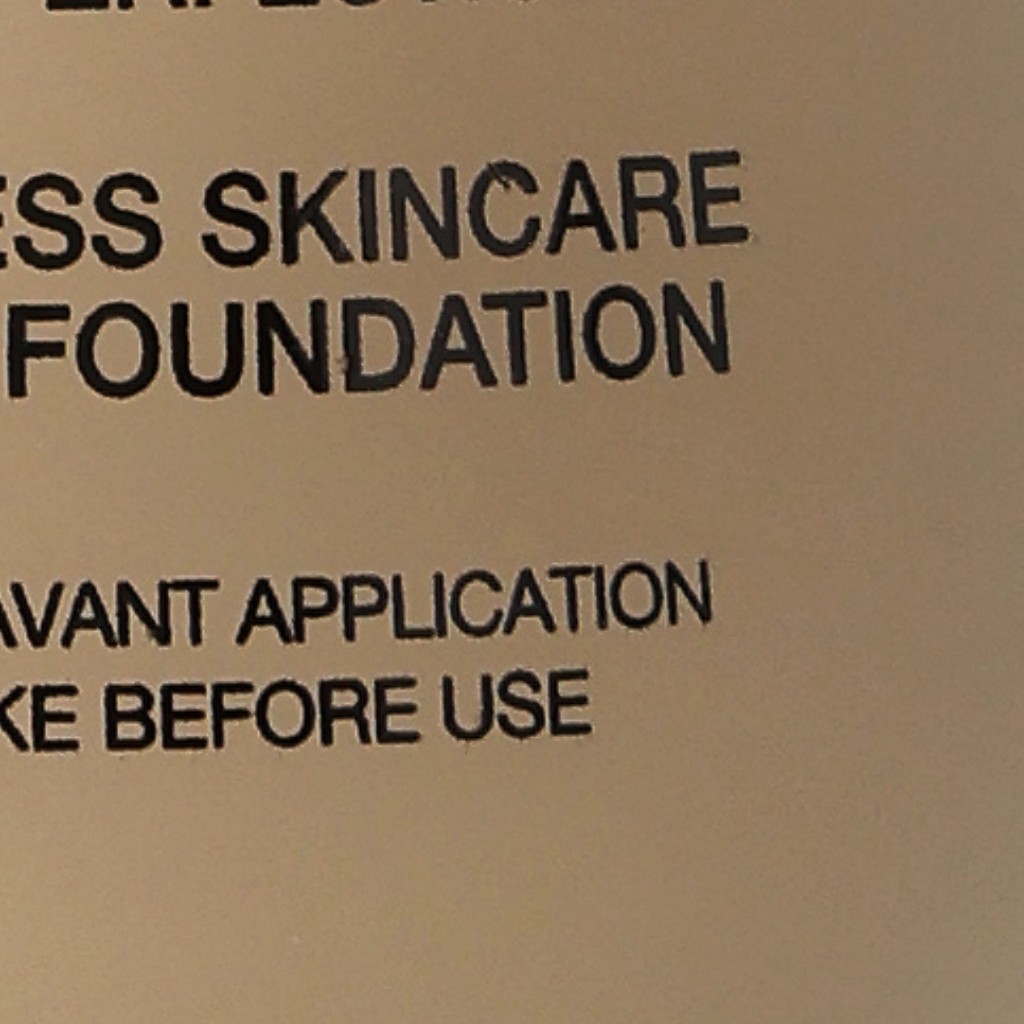 ESS SKINCARE
FOUNDATION
AVANT APPLICATION
KE BEFORE USE